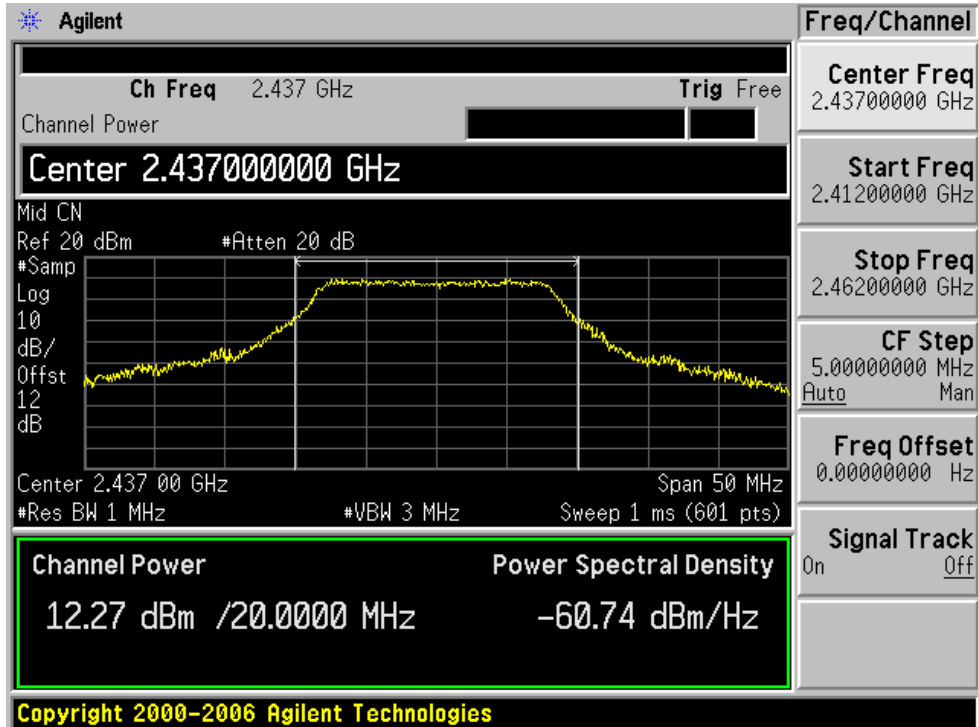 Agilent
Freq/Channel
Ch Freq 2.437 GHz Trig Free
Channel Power
Center 2.437000000 GHz
Mid CN
Ref 20 dBm #Atten 20 dB
#Samp
Log
10
dB/
Offst
12
dB
Center 2.437 00 GHz Span 50 MHz
#Res BW 1 MHz #VBW 3 MHz Sweep 1 ms (601 pts)
Channel Power Power Spectral Density
12.27 dBm /20.0000 MHz -60.74 dBm/Hz
Copyright 2000-2006 Agilent Technologies
Center Freq
2.43700000 GHz
Start Freq
2.41200000 GHz
Stop Freq
2.46200000 GHz
CF Step
5.00000000 MHz
Auto Man
Freq Offset
0.00000000 Hz
Signal Track
On Off